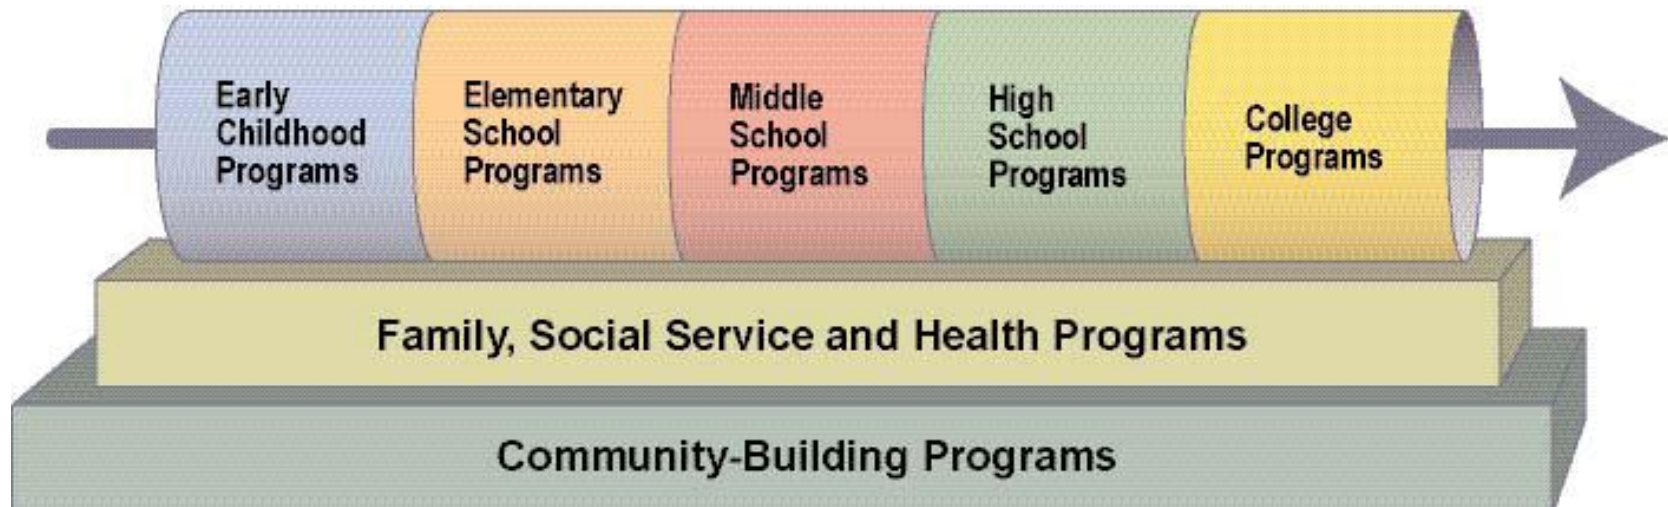 Early
Childhood
Programs
Elementary
School
Programs
Middle
School
Programs
High
School
Programs
College
Programs
Family, Social Service and Health Programs
Community-Building Programs